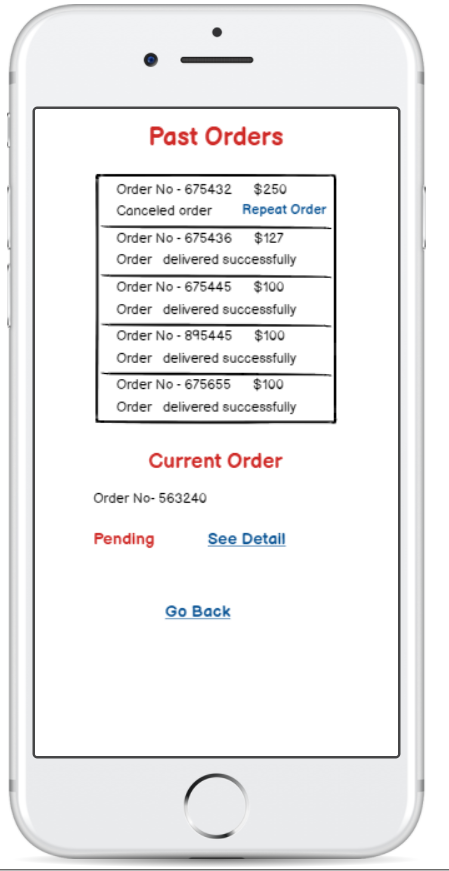 Past Orders
Order No - 675432 $250
Canceled order Repeat Order
Order No - 675436 $127
Order delivered successfully
Order No - 675445 $100
Order delivered successfully
Order No - 895445 $100
Order delivered successfully
Order No - 675655 $100
Order delivered successfully
Current Order
Order No- 563240
Pending See Detail
Go Back